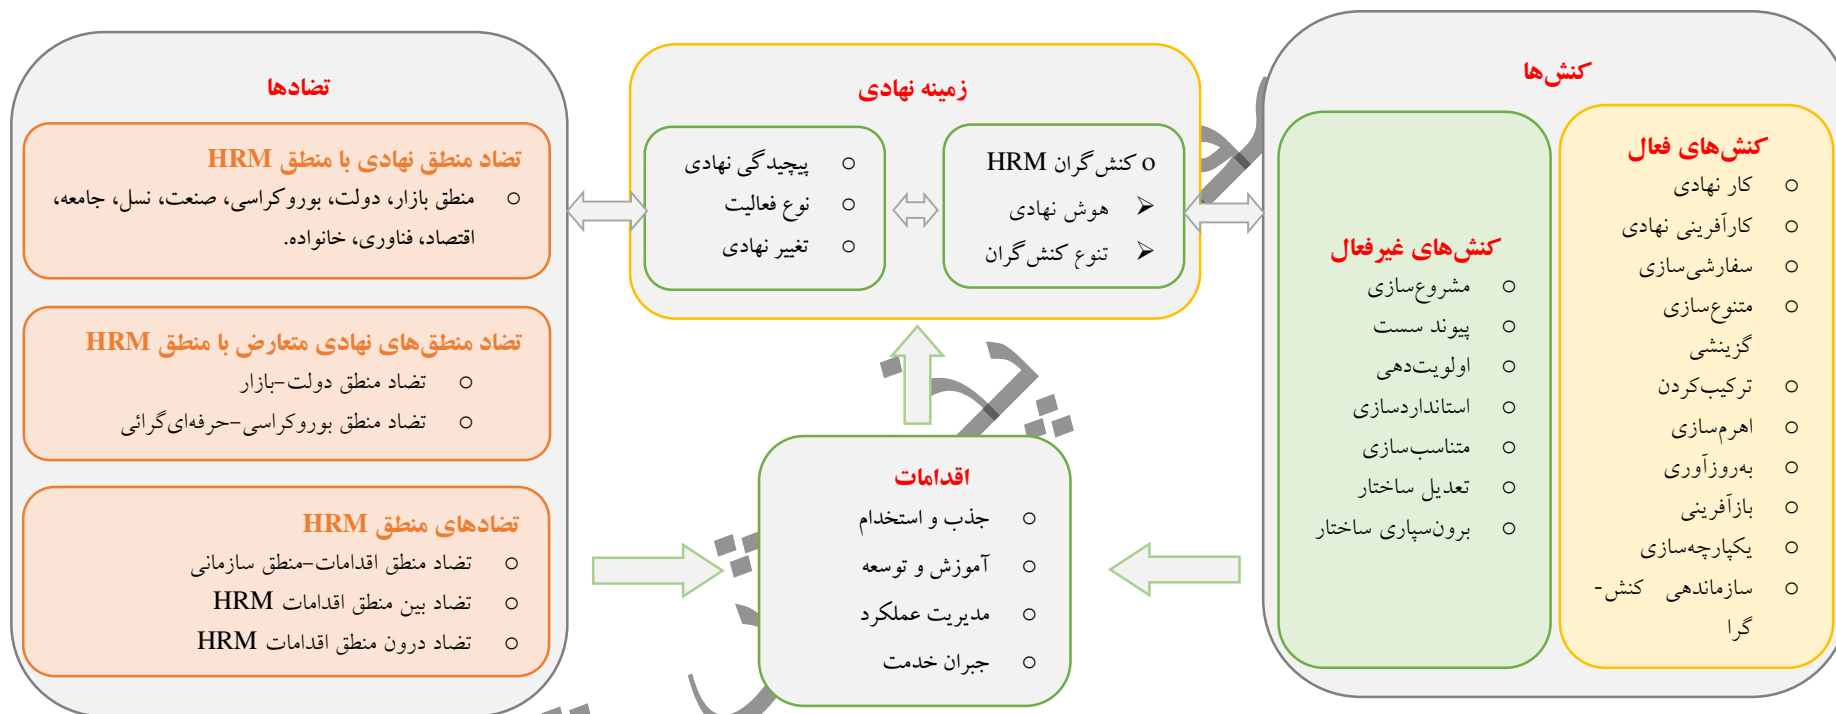 کنش‌ها
کنش‌های فعال
کار نهادی
کارآفرینی نهادی
سفارشی‌سازی
متنوع‌سازی
گزینشی
ترکیب‌کردن
اهرم‌سازی
به‌روزآوری
بازآفرینی
یکپارچه‌سازی
سازماندهی کنش-
گرا
کنش‌های غیرفعال
مشروع‌سازی
پیوند سست
اولویت‌دهی
استانداردسازی
متناسب‌سازی
تعدیل ساختار
برون‌سپاری ساختار
زمینه نهادی
o کنش‌گران HRM
هوش نهادی
تنوع کنش‌گران
پیچیدگی نهادی
نوع فعالیت
تغییر نهادی
اقدامات
جذب و استخدام
آموزش و توسعه
مدیریت عملکرد
جبران خدمت
تضادها
تضاد منطق نهادی با منطق HRM
منطق بازار، دولت، بوروکراسی، صنعت، نسل، جامعه،
اقتصاد، فناوری، خانواده.
تضاد منطق‌های نهادی متعارض با منطق HRM
تضاد منطق دولت-بازار
تضاد منطق بوروکراسی-حرفه‌ای‌گرائی
تضادهای منطق HRM
تضاد منطق اقدامات-منطق سازمانی
تضاد بین منطق اقدامات HRM
تضاد درون منطق اقدامات HRM